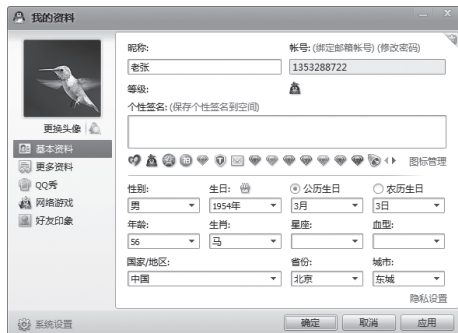 我的资料
昵称:
帐号: (绑定邮箱帐号) (修改密码)
老张
1353288722
等级:
个性签名: (保存个性签名到空间)
更换头像
基本资料
更多资料
QQ秀
网络游戏
好友印象
图标管理
性别:
生日:
公历生日
农历生日
男
1954年
3月
3日
年龄:
生肖:
星座:
血型:
56
马
国家/地区:
省份:
城市:
中国
北京
东城
隐私设置
系统设置
确定
取消
应用